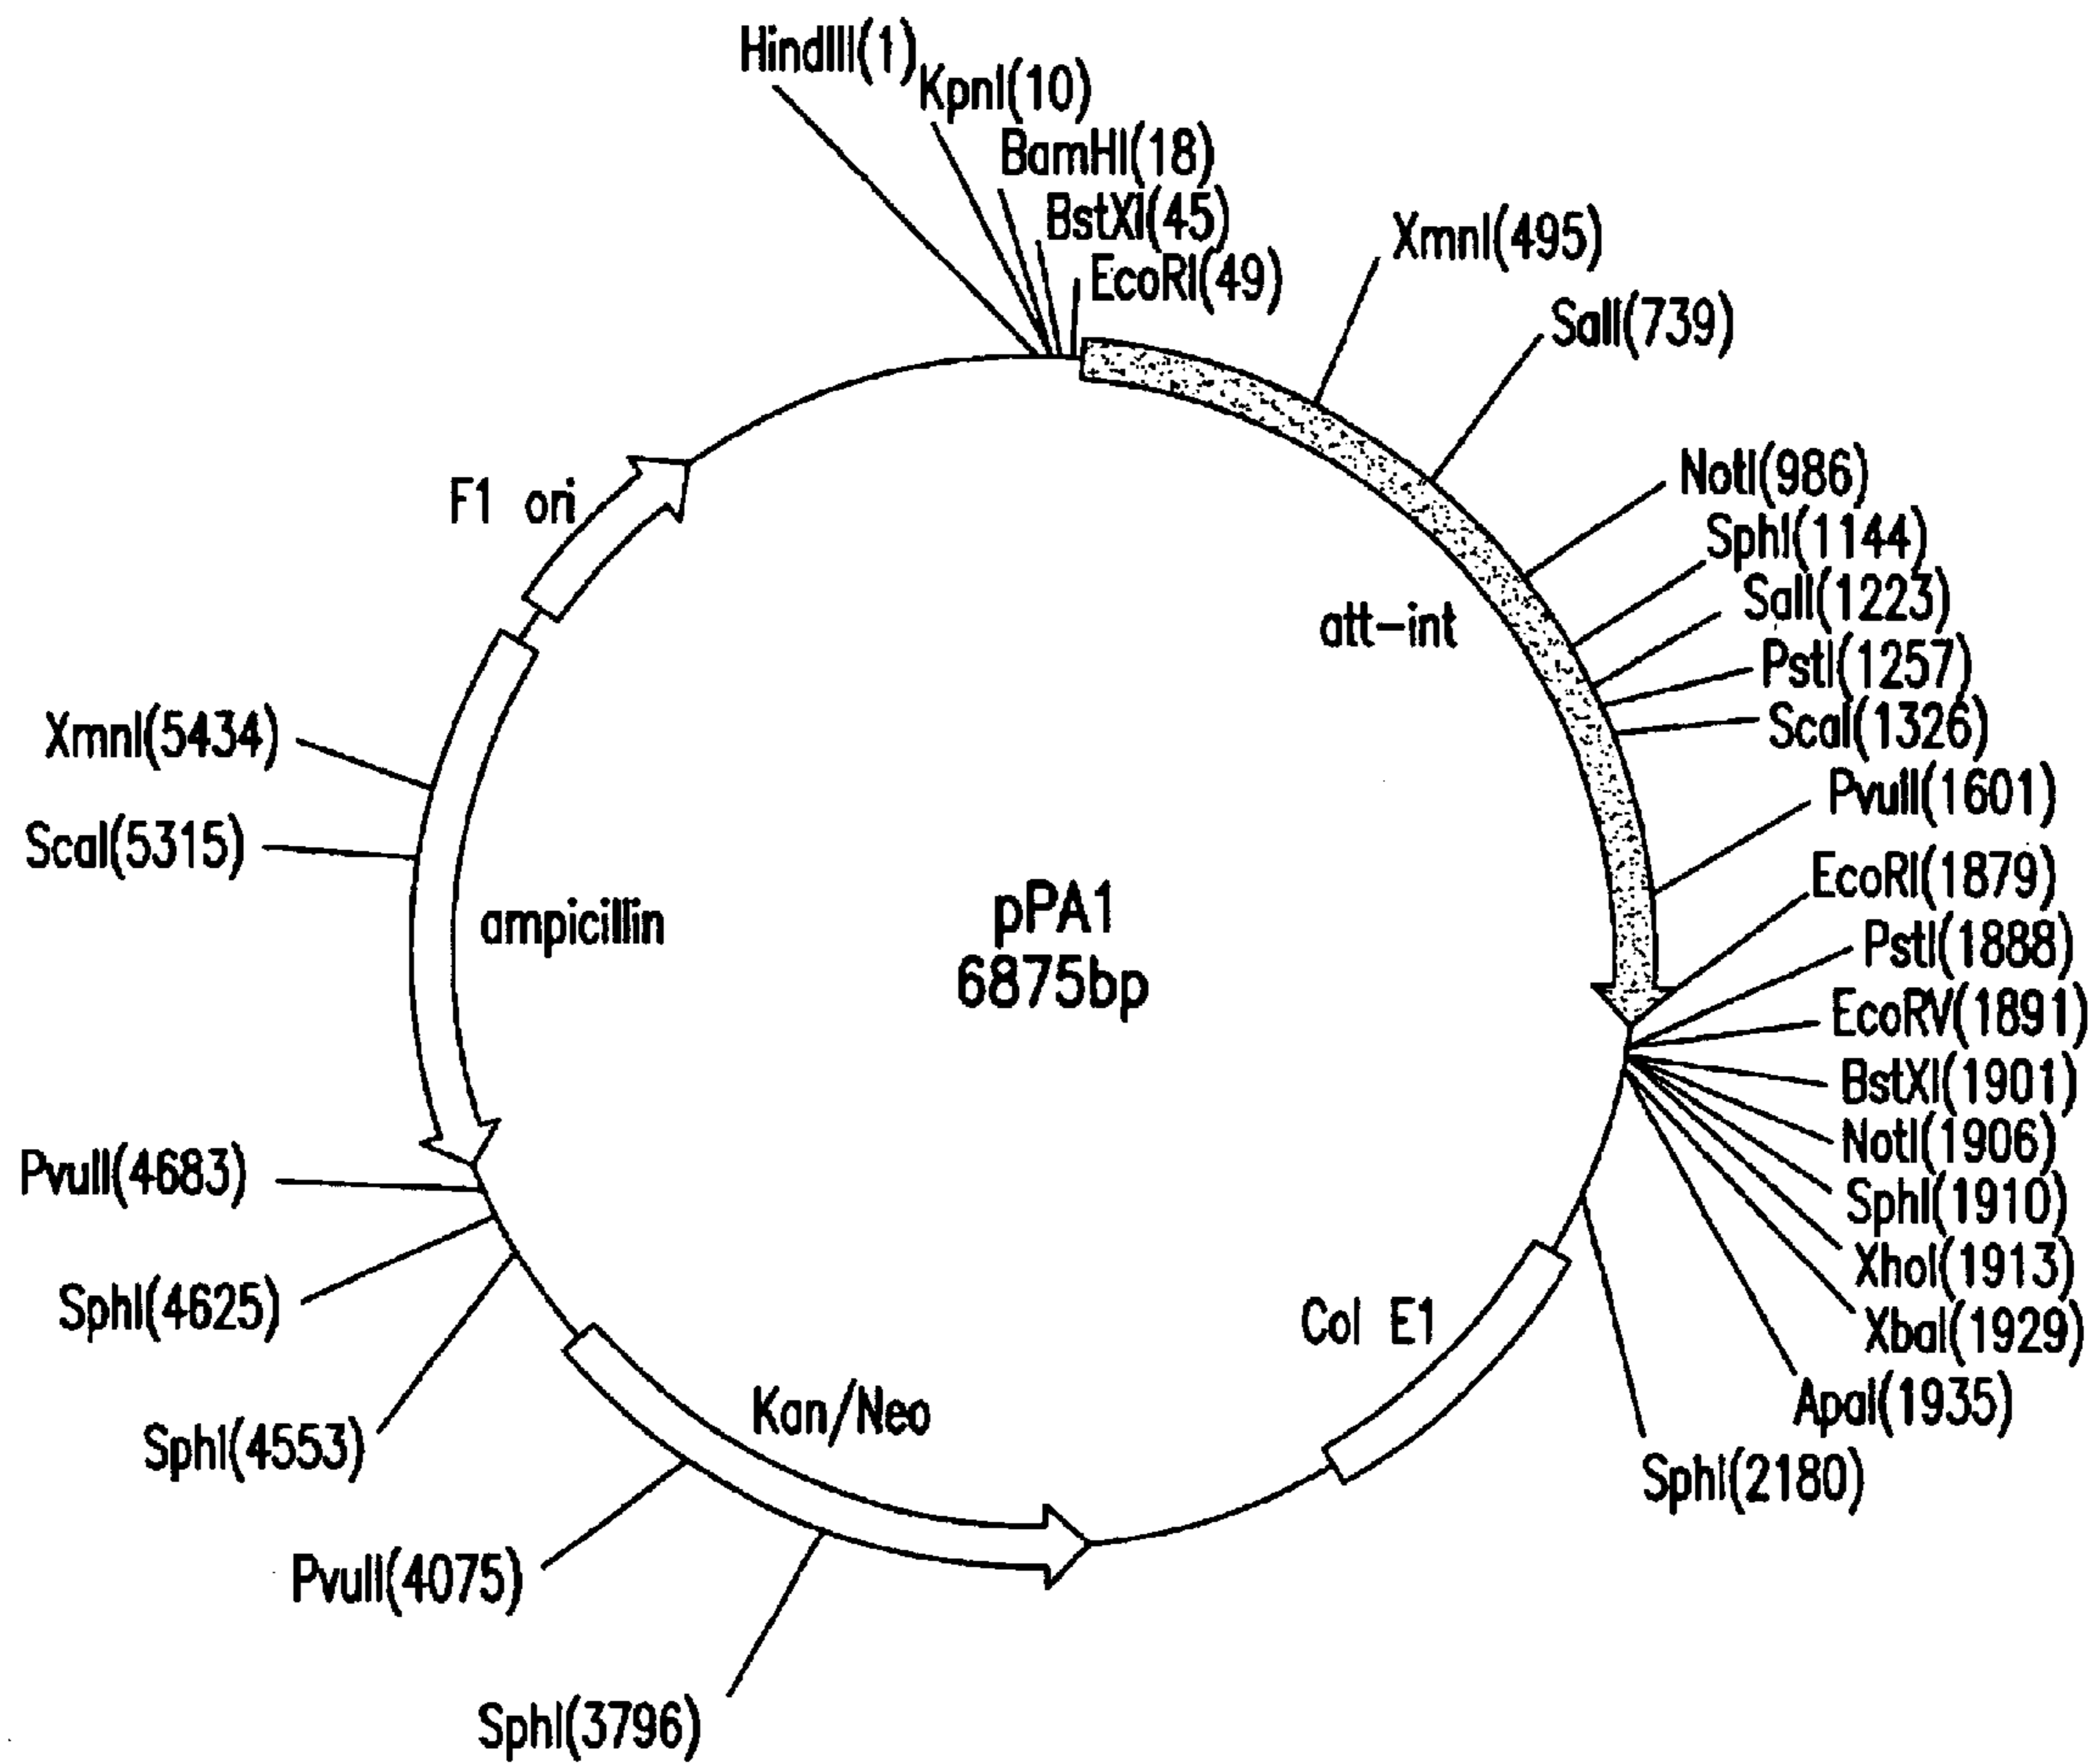 HindIII(1)
KpnI(10)
BamHI(18)
BstXI(45)
EcoRI(49)
XmnI(495)
SalI(739)
NotI(986)
SphI(1144)
SalI(1223)
PstI(1257)
ScaI(1326)
PvuII(1601)
EcoRI(1879)
PstI(1888)
EcoRV(1891)
BstXI(1901)
NotI(1906)
SphI(1910)
XhoI(1913)
XbaI(1929)
ApaI(1935)
SphI(2180)
Col E1
SphI(3796)
PvuII(4075)
Kan/Neo
SphI(4553)
SphI(4625)
PvuII(4683)
ampicillin
ScaI(5315)
XmnI(5434)
F1 ori
att-int
pPA1
6875bp